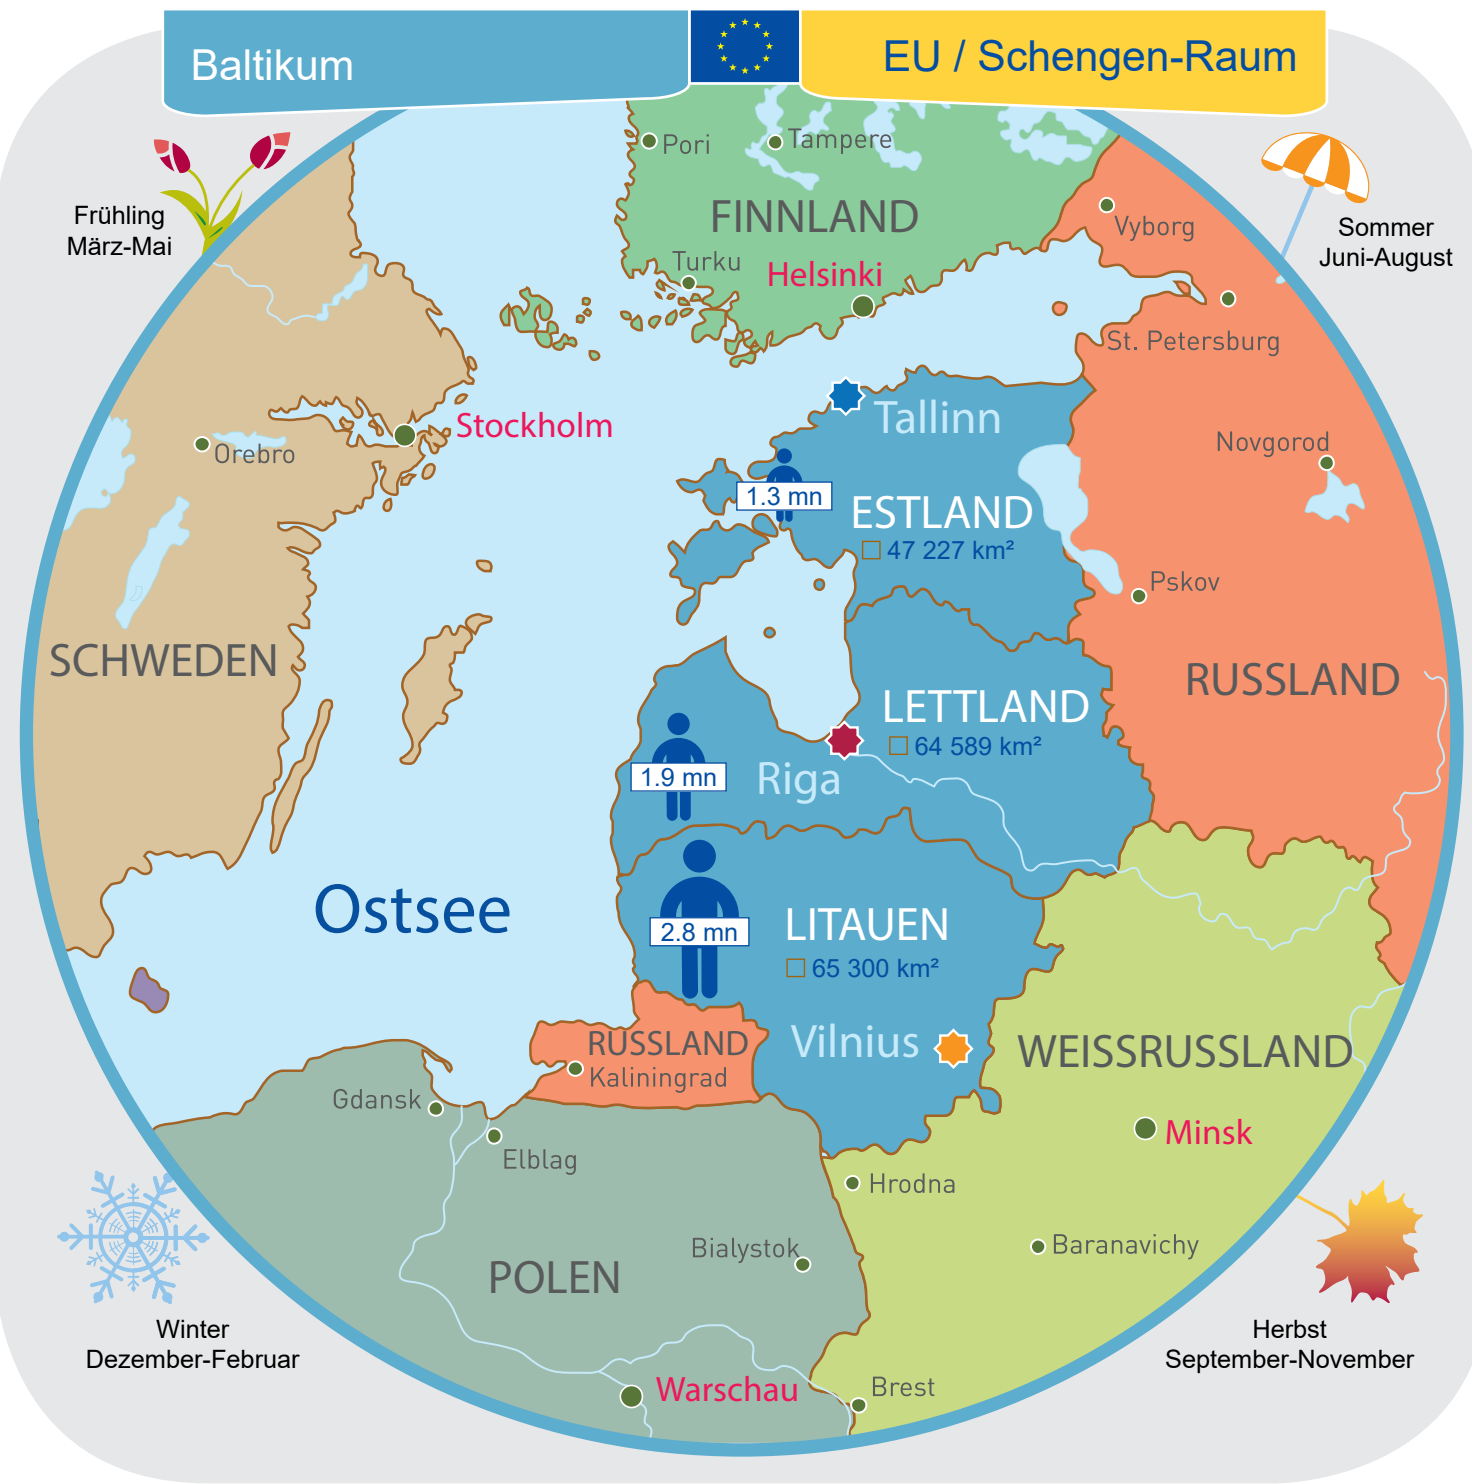 Baltikum
EU / Schengen-Raum
Pori
Tampere
Frühling
März-Mai
FINNLAND
Vyborg
Sommer
Juni-August
Turku
Helsinki
St. Petersburg
Tallinn
Stockholm
Orebro
Novgorod
1.3 mn
ESTLAND
47 227 km²
Pskov
SCHWEDEN
RUSSLAND
LETTLAND
64 589 km²
1.9 mn
Riga
Ostsee
2.8 mn
LITAUEN
65 300 km²
RUSSLAND
Vilnius
WEISSRUSSLAND
Kaliningrad
Gdansk
Minsk
Elblag
Hrodna
Bialystok
Baranavichy
POLEN
Winter
Dezember-Februar
Herbst
September-November
Warschau
Brest